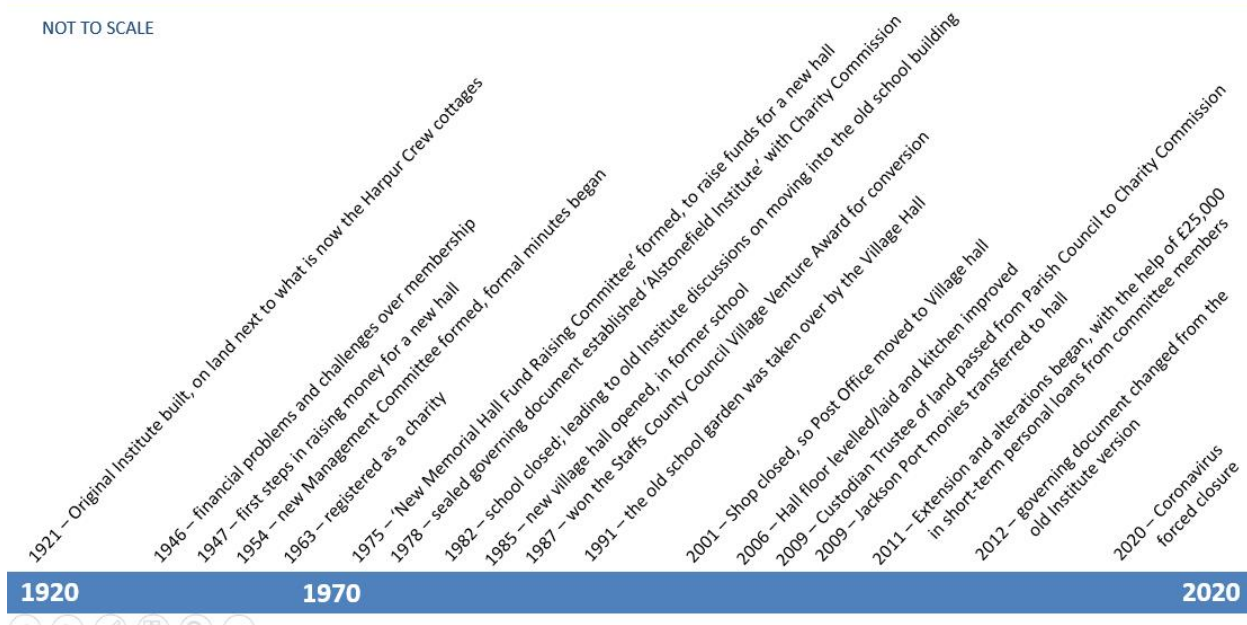 NOT TO SCALE
1921 – Original Institute built, on land next to what is now the Harpur Crew cottages
1946 – financial problems and challenges over membership
1947 – first steps in raising money for a new hall
1954 – new Management Committee formed, formal minutes began
1963 – registered as a charity
1975 – ‘New Memorial Hall Fund Raising Committee’ formed, to raise funds for a new hall
1978 – sealed governing document established ‘Alstonefield Institute’ with Charity Commission
1982 – school closed; leading to old Institute discussions on moving into the old school building
1985 – new village hall opened, in former school
1987 – won the Staffs County Council Village Venture Award for conversion
1991 – the old school garden was taken over by the Village Hall
2001 – Shop closed, so Post Office moved to Village hall
2006 – Hall floor levelled/laid and kitchen improved
2009 – Custodian Trustee of land passed from Parish Council to Charity Commission
2009 – Jackson Port monies transferred to hall
2011 – Extension and alterations began, with the help of £25,000
in short-term personal loans from committee members
2012 – governing document changed from the
old Institute version
2020 – Coronavirus
forced closure
1920
1970
2020